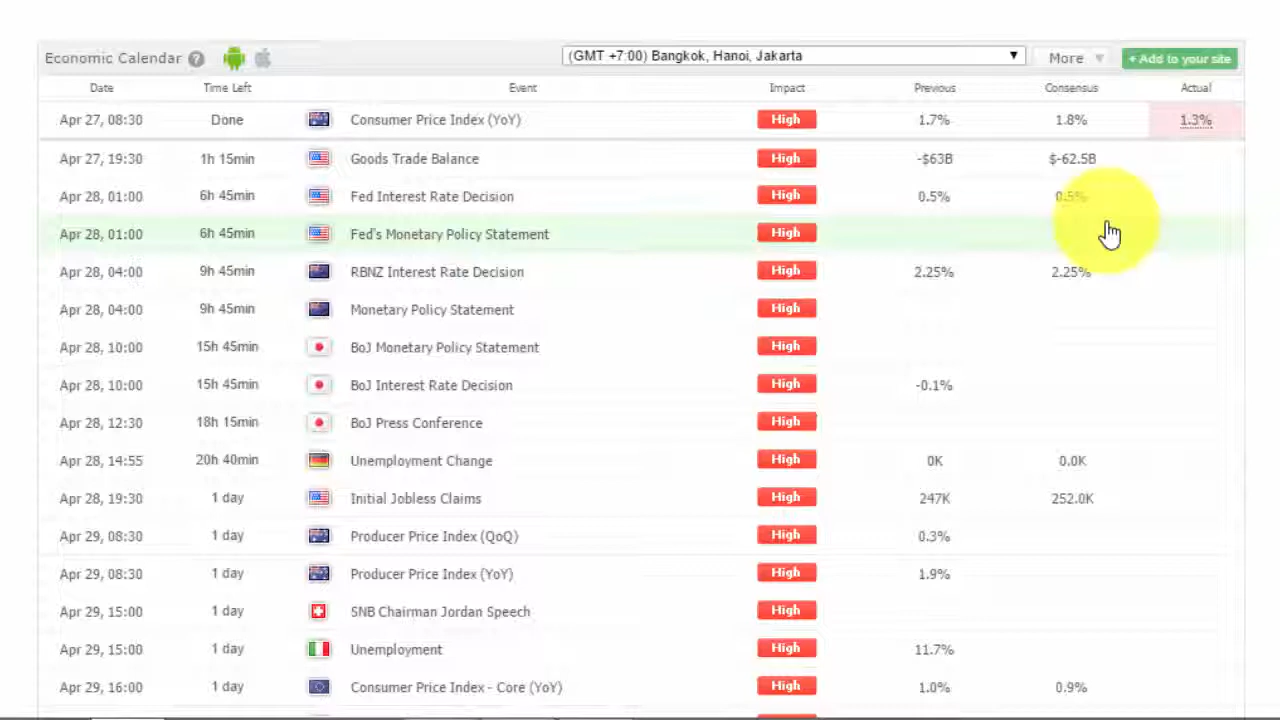 Economic Calendar ? (GMT +7:00) Bangkok, Hanoi, Jakarta More + Add to your site
Date Time Left Event Impact Previous Consensus Actual
Apr 27, 08:30 Done Consumer Price Index (YoY) High 1.7% 1.8% 1.3%
Apr 27, 19:30 1h 15min Goods Trade Balance High -$63B $-62.5B
Apr 28, 01:00 6h 45min Fed Interest Rate Decision High 0.5% 0.5%
Apr 28, 01:00 6h 45min Fed's Monetary Policy Statement High
Apr 28, 04:00 9h 45min RBNZ Interest Rate Decision High 2.25% 2.25%
Apr 28, 04:00 9h 45min Monetary Policy Statement High
Apr 28, 10:00 15h 45min BoJ Monetary Policy Statement High
Apr 28, 10:00 15h 45min BoJ Interest Rate Decision High -0.1%
Apr 28, 12:30 18h 15min BoJ Press Conference High
Apr 28, 14:55 20h 40min Unemployment Change High 0K 0.0K
Apr 28, 19:30 1 day Initial Jobless Claims High 247K 252.0K
Apr 29, 08:30 1 day Producer Price Index (QoQ) High 0.3%
Apr 29, 08:30 1 day Producer Price Index (YoY) High 1.9%
Apr 29, 15:00 1 day SNB Chairman Jordan Speech High
Apr 29, 15:00 1 day Unemployment High 11.7%
Apr 29, 16:00 1 day Consumer Price Index - Core (YoY) High 1.0% 0.9%